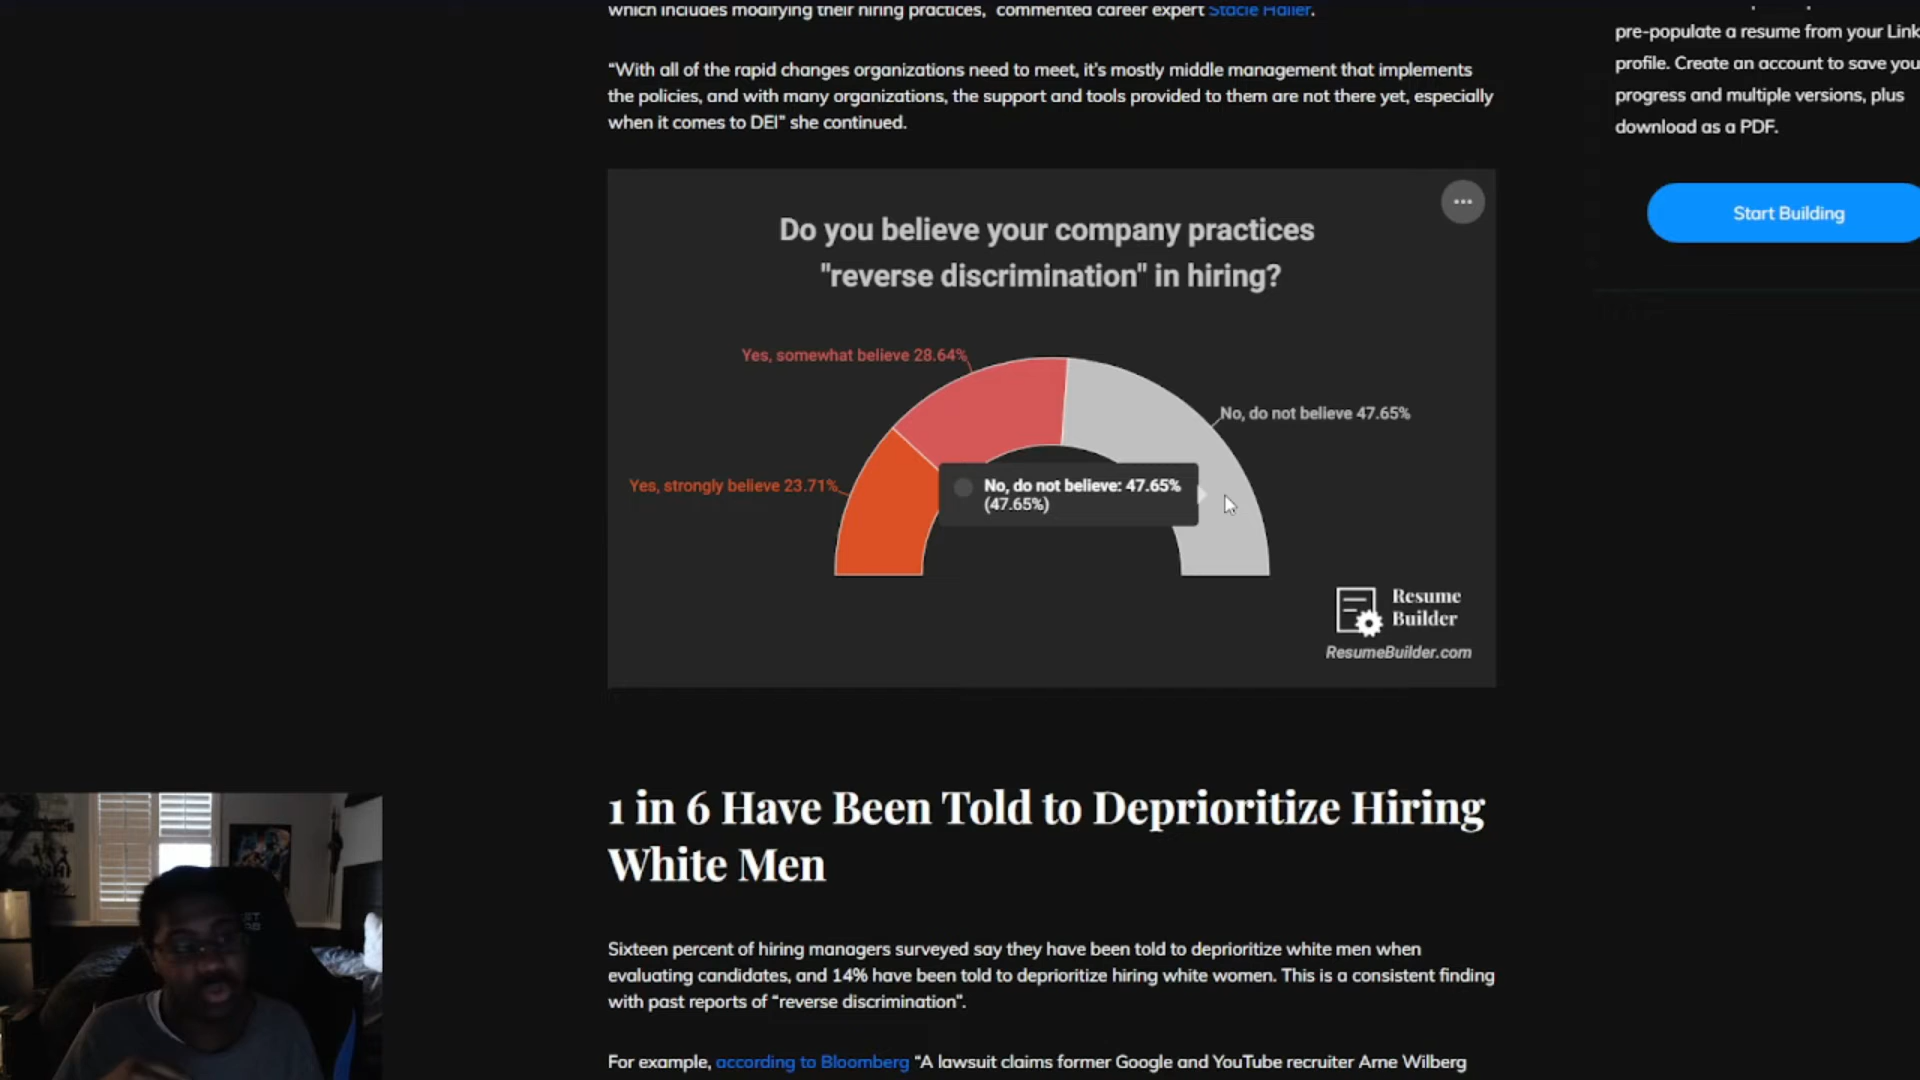 which includes modifying their hiring practices," commented career expert Stacie Haller.
"With all of the rapid changes organizations need to meet, it's mostly middle management that implements
the policies, and with many organizations, the support and tools provided to them are not there yet, especially
when it comes to DEI" she continued.
Do you believe your company practices
"reverse discrimination" in hiring?
Yes, somewhat believe 28.64%
No, do not believe 47.65%
Yes, strongly believe 23.71%
No, do not believe: 47.65%
(47.65%)
Resume
Builder
ResumeBuilder.com
1 in 6 Have Been Told to Deprioritize Hiring
White Men
Sixteen percent of hiring managers surveyed say they have been told to deprioritize white men when
evaluating candidates, and 14% have been told to deprioritize hiring white women. This is a consistent finding
with past reports of "reverse discrimination".
For example, according to Bloomberg "A lawsuit claims former Google and YouTube recruiter Arne Wilberg
pre-populate a resume from your Link
profile. Create an account to save you
progress and multiple versions, plus
download as a PDF.
Start Building